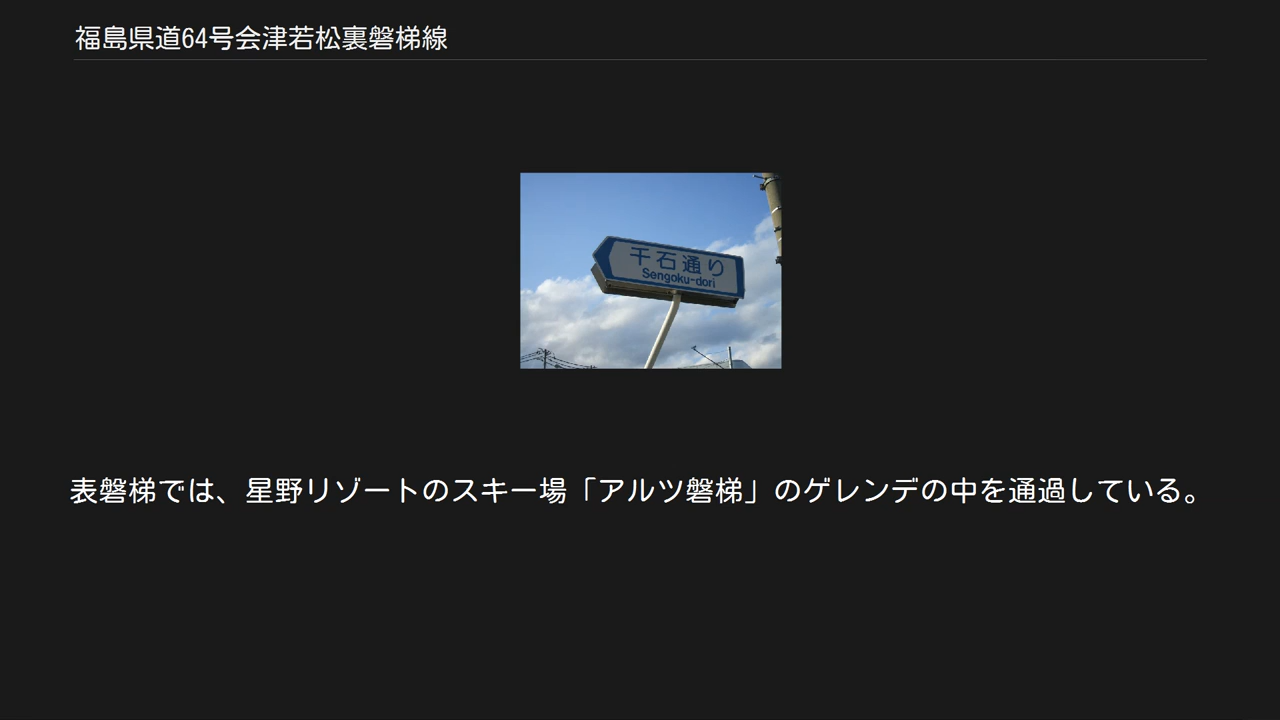 福島県道64号会津若松裏磐梯線
千石通り
Sengoku-dori
表磐梯では、星野リゾートのスキー場「アルツ磐梯」のゲレンデの中を通過している。